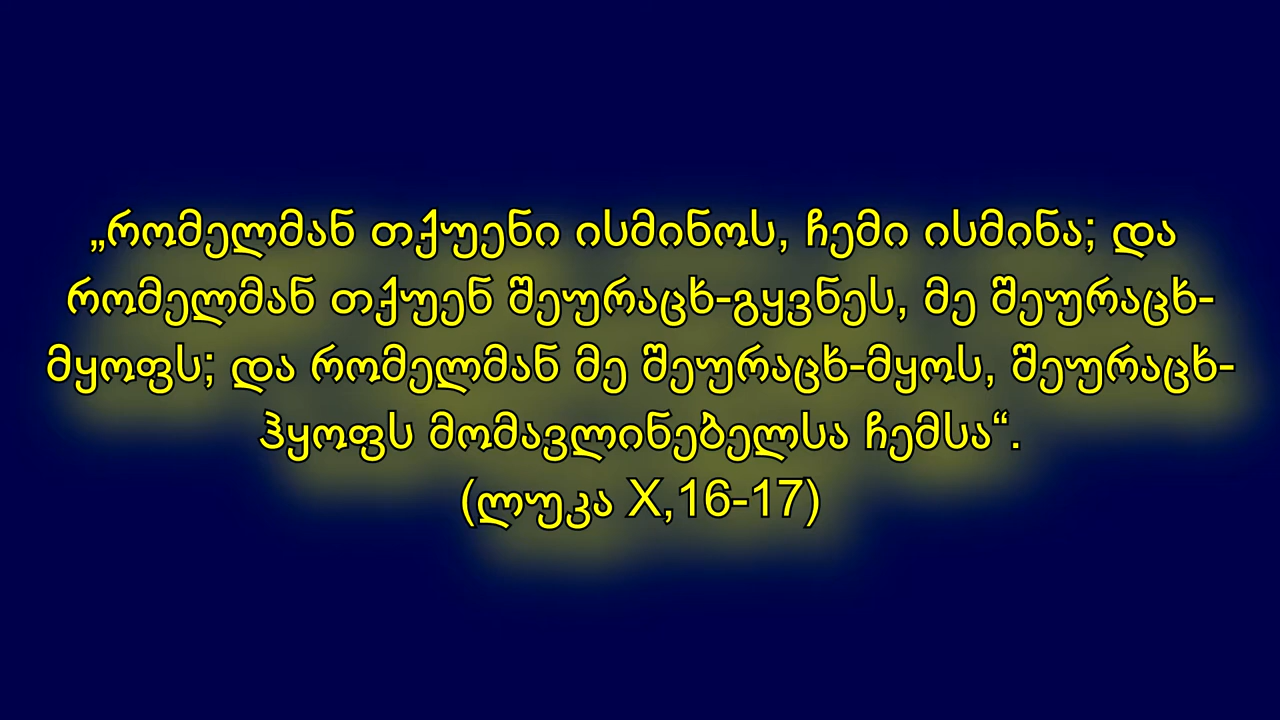 „რომელმან თქუენი ისმინოს, ჩემი ისმინა; და
რომელმან თქუენ შეურაცხ-გყვნეს, მე შეურაცხ-
მყოფს; და რომელმან მე შეურაცხ-მყოს, შეურაცხ-
ჰყოფს მომავლინებელსა ჩემსა“.
(ლუკა X,16-17)